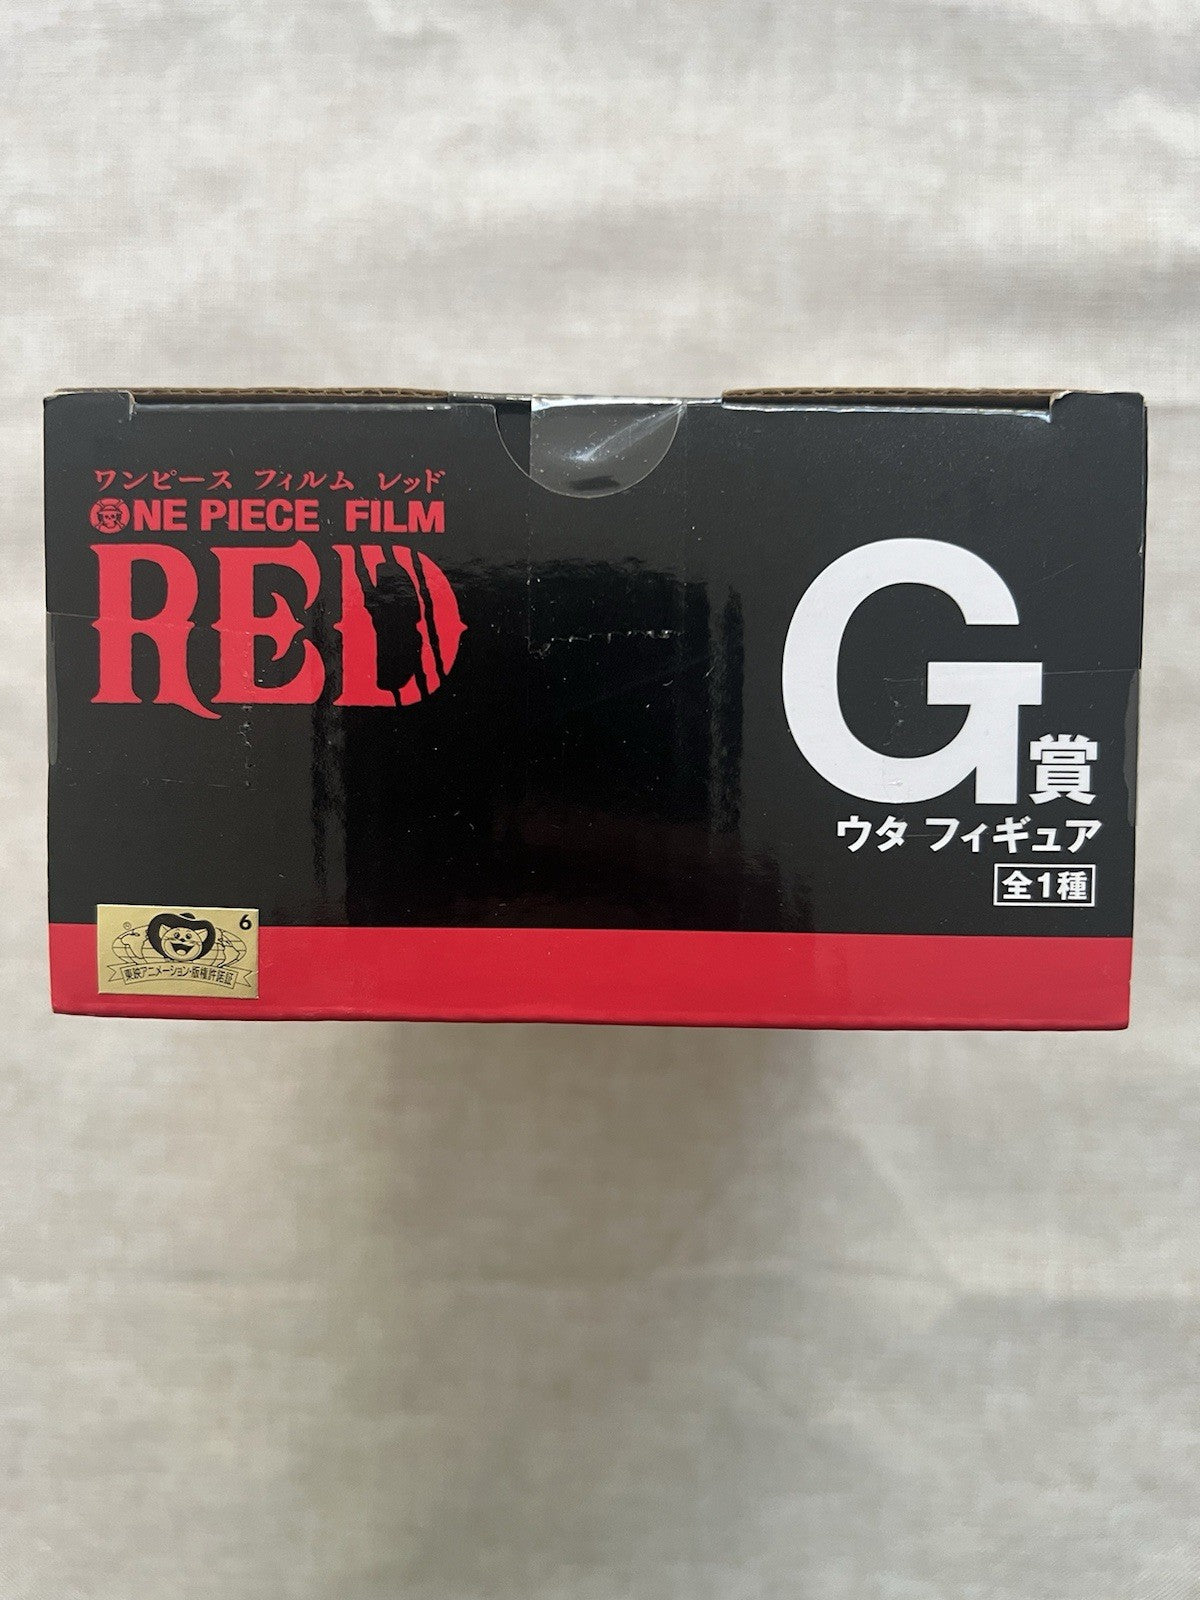 ワンピース フィルム レッド
ONE PIECE FILM
RED
G賞
ウタ フィギュア
全1種
6
©
東映アニメーション・版権許諾証